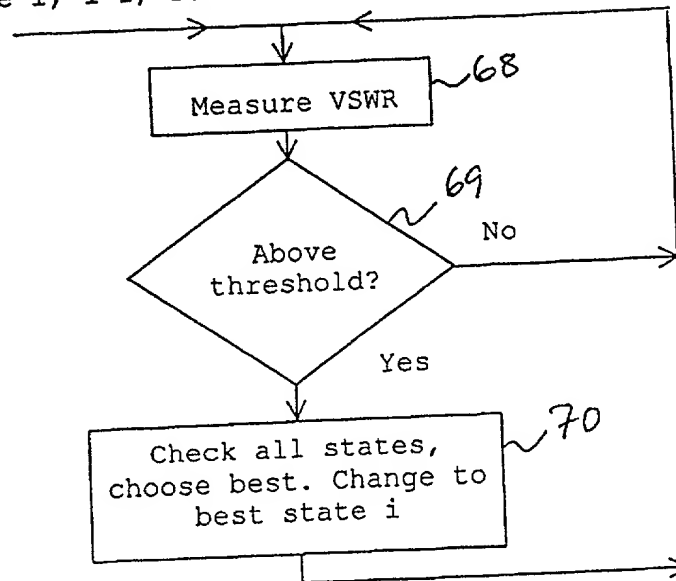 Measure VSWR
68
69
No
Above
threshold?
Yes
70
Check all states,
choose best. Change to
best state i